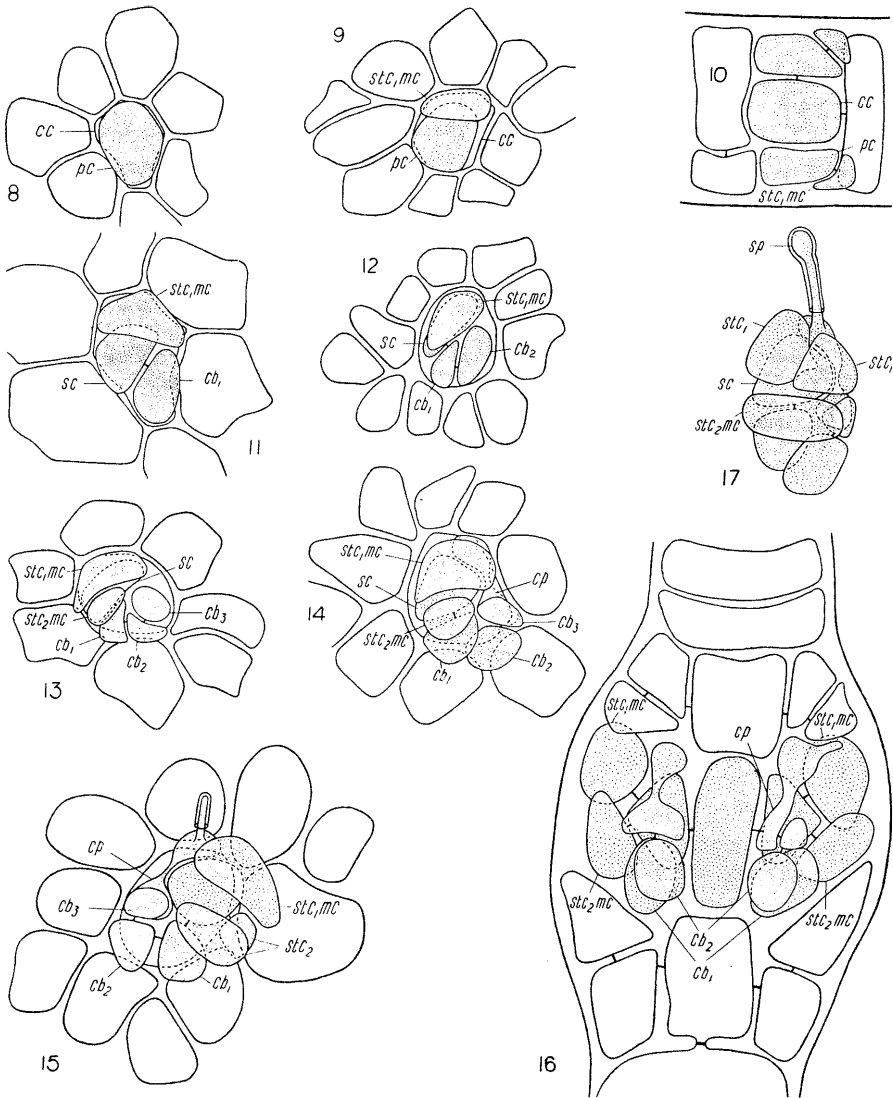 8
cc
pc
9
stc₁mc
pc
cc
10
cc
pc
stc₁mc
11
stc₁mc
sc
cb₁
12
stc₁mc
sc
cb₂
cb₁
17
sp
stc₁
stc₁
sc
stc₂mc
13
stc₁mc
sc
stc₂mc
cb₃
cb₁
cb₂
14
stc₁mc
cp
sc
stc₂mc
cb₃
cb₁
cb₂
15
cp
cb₃
stc₁mc
stc₂
cb₂
cb₁
16
stc₁mc
cp
stc₁mc
stc₂mc
stc₂mc
cb₂
cb₁